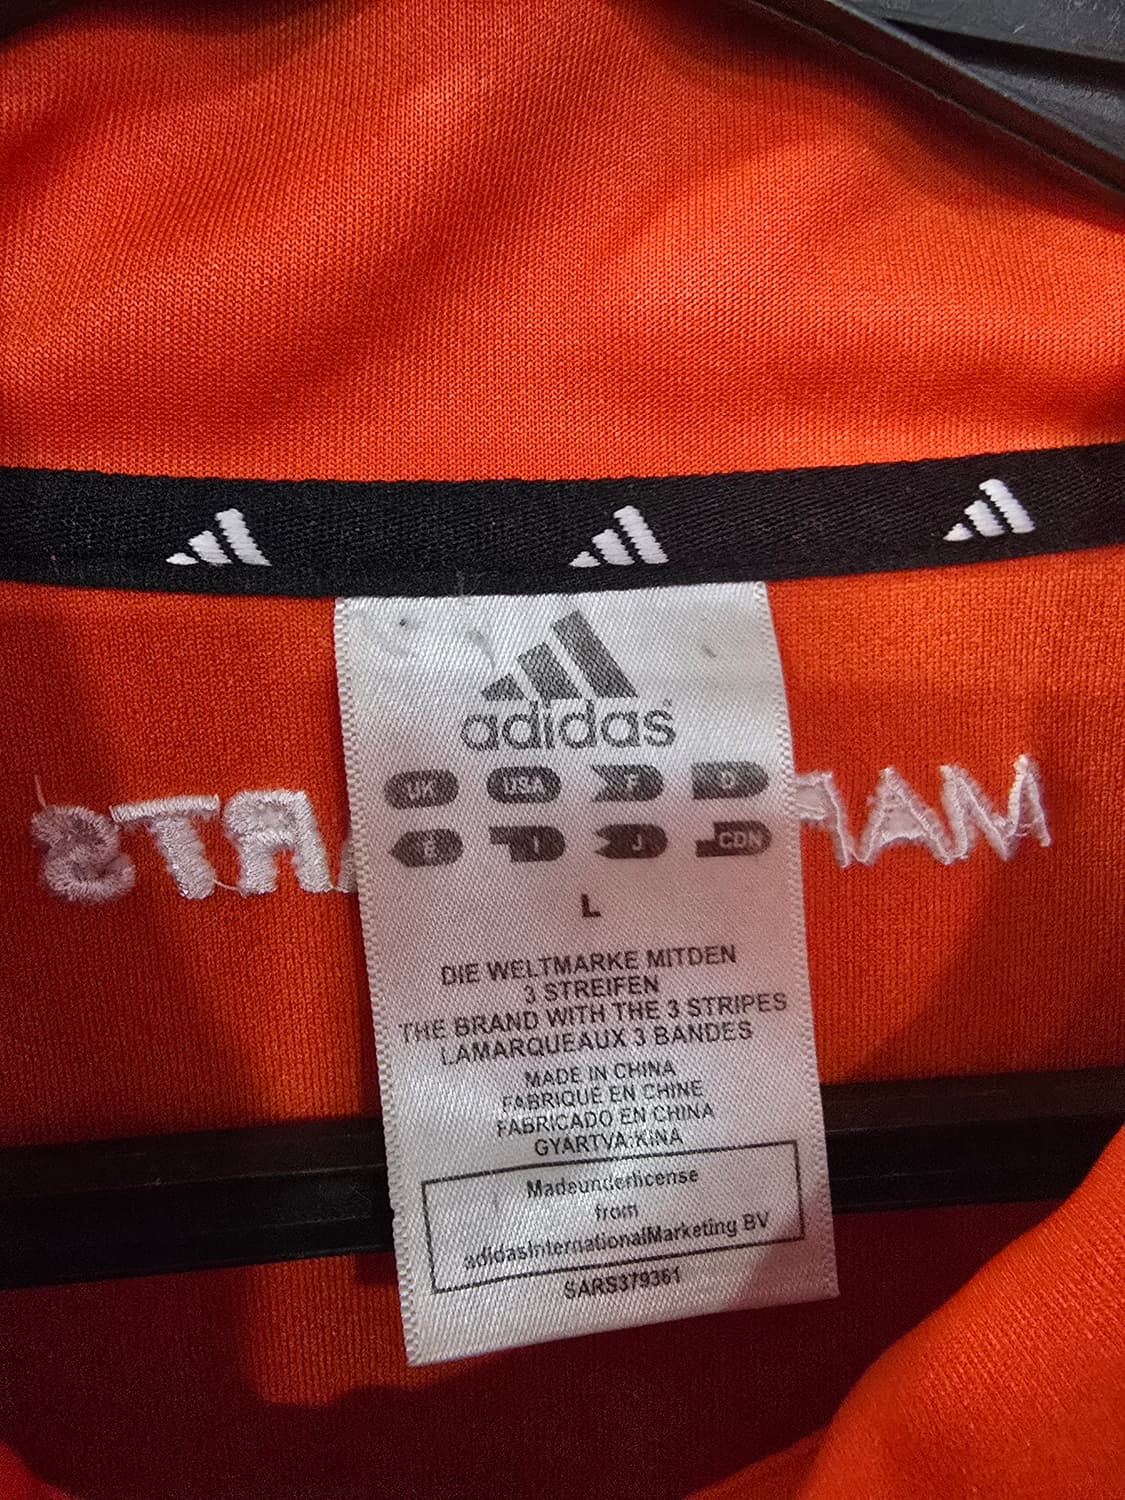 adidas
UK USA F D
E I J CDN
L
DIE WELTMARKE MITDEN
3 STREIFEN
THE BRAND WITH THE 3 STRIPES
LAMARQUEAUX 3 BANDES
MADE IN CHINA
FABRIQUE EN CHINE
FABRICADO EN CHINA
GYARTVA:KINA
Madeunderlicense
from
adidasInternationalMarketing BV
SARS379361